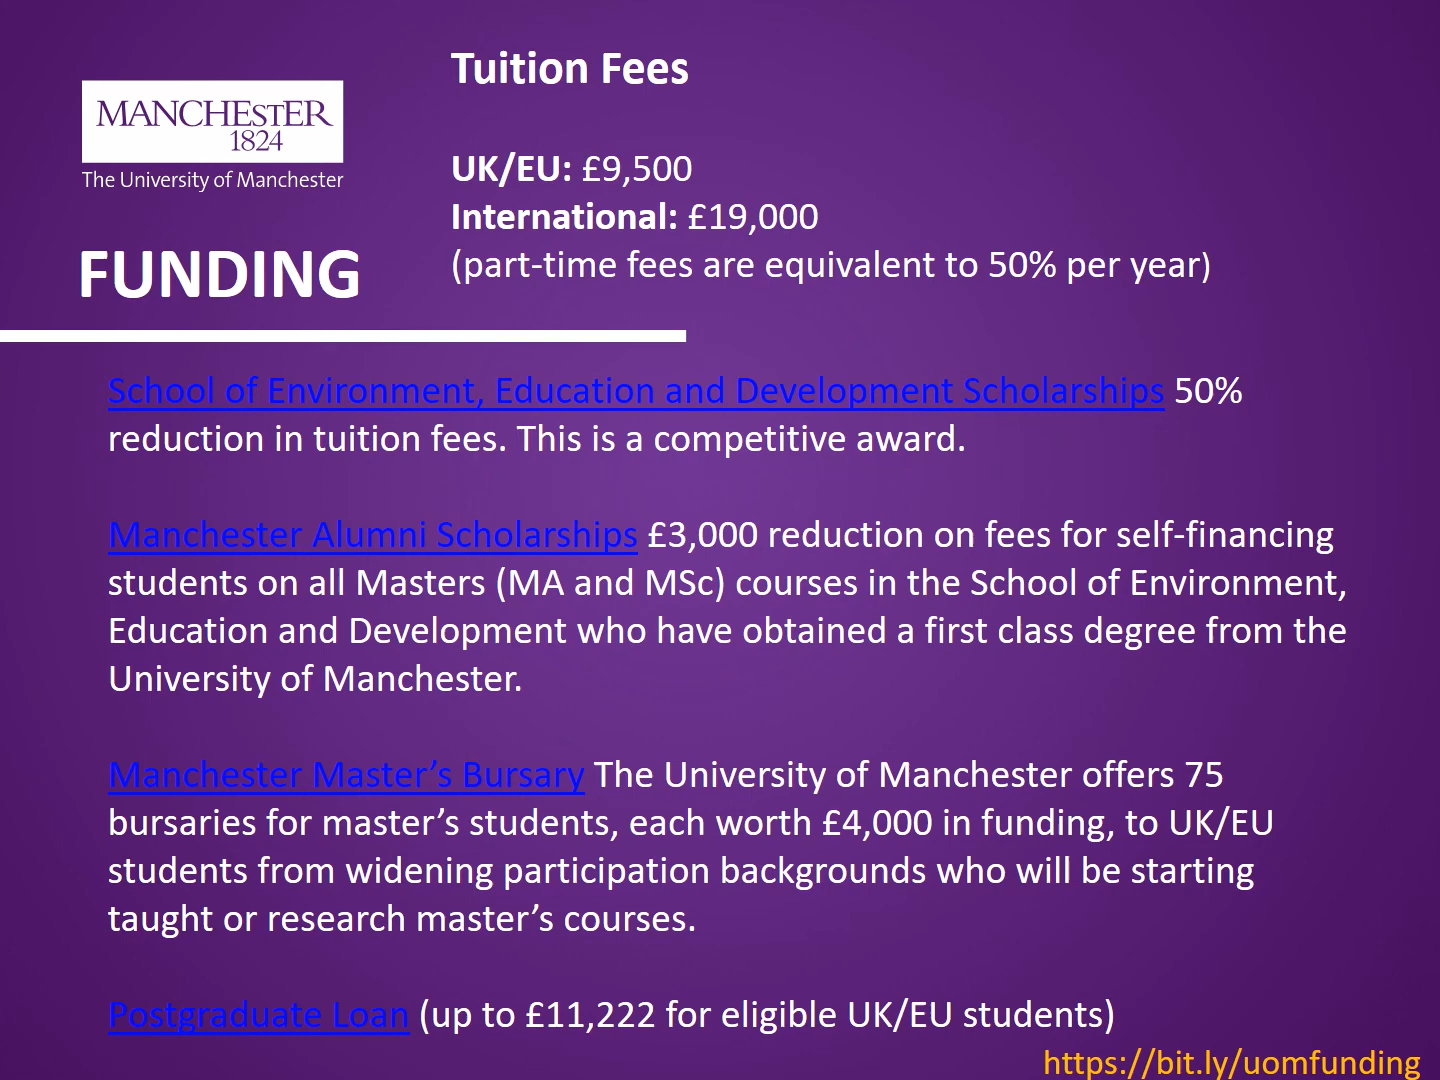 MANCHESTER
1824
The University of Manchester
FUNDING
Tuition Fees
UK/EU: £9,500
International: £19,000
(part-time fees are equivalent to 50% per year)
School of Environment, Education and Development Scholarships 50%
reduction in tuition fees. This is a competitive award.
Manchester Alumni Scholarships £3,000 reduction on fees for self-financing
students on all Masters (MA and MSc) courses in the School of Environment,
Education and Development who have obtained a first class degree from the
University of Manchester.
Manchester Master’s Bursary The University of Manchester offers 75
bursaries for master’s students, each worth £4,000 in funding, to UK/EU
students from widening participation backgrounds who will be starting
taught or research master’s courses.
Postgraduate Loan (up to £11,222 for eligible UK/EU students)
https://bit.ly/uomfunding